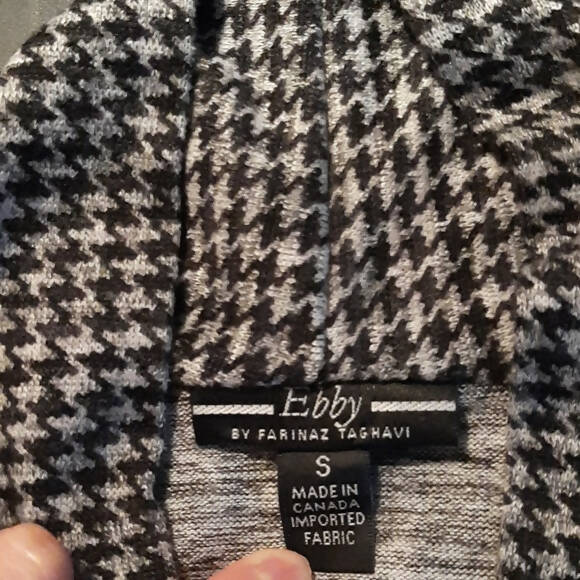 Ebby
BY FARINAZ TAGHAVI
S
MADE IN
CANADA
IMPORTED
FABRIC